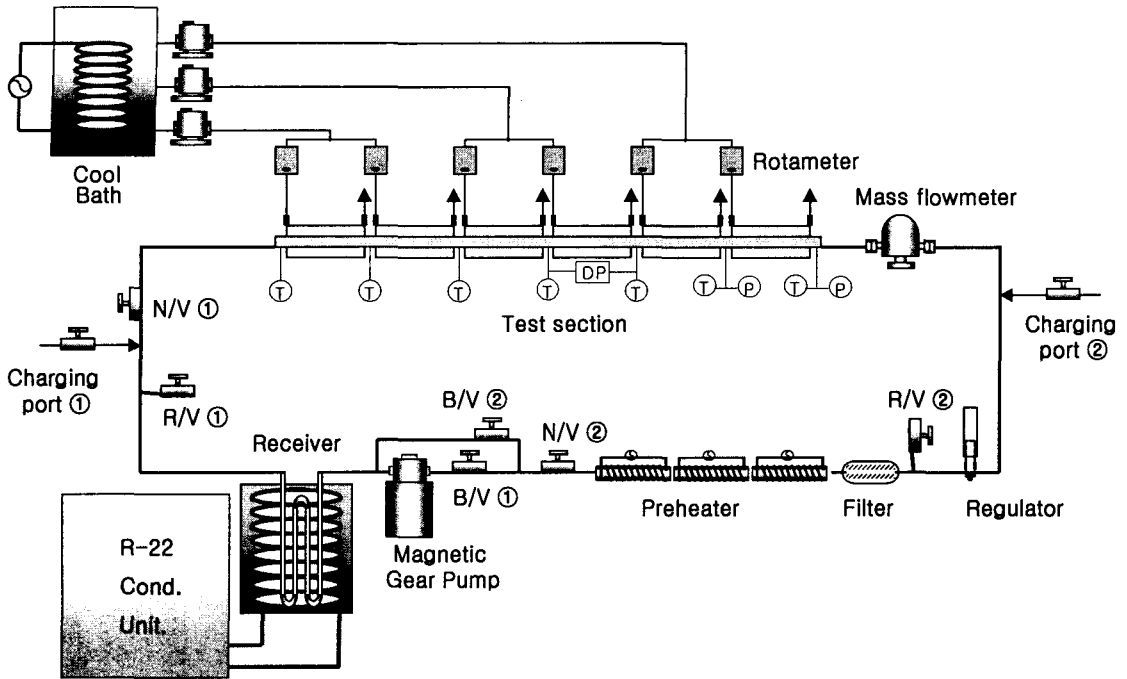 Cool
Bath
Rotameter
Mass flowmeter
DP
T
T
T
T
T
T
P
T
P
Test section
N/V ①
Charging
port ①
R/V ①
Charging
port ②
B/V ②
N/V ②
R/V ②
Receiver
B/V ①
Preheater
Filter
Regulator
Magnetic
Gear Pump
R-22
Cond.
Unit.